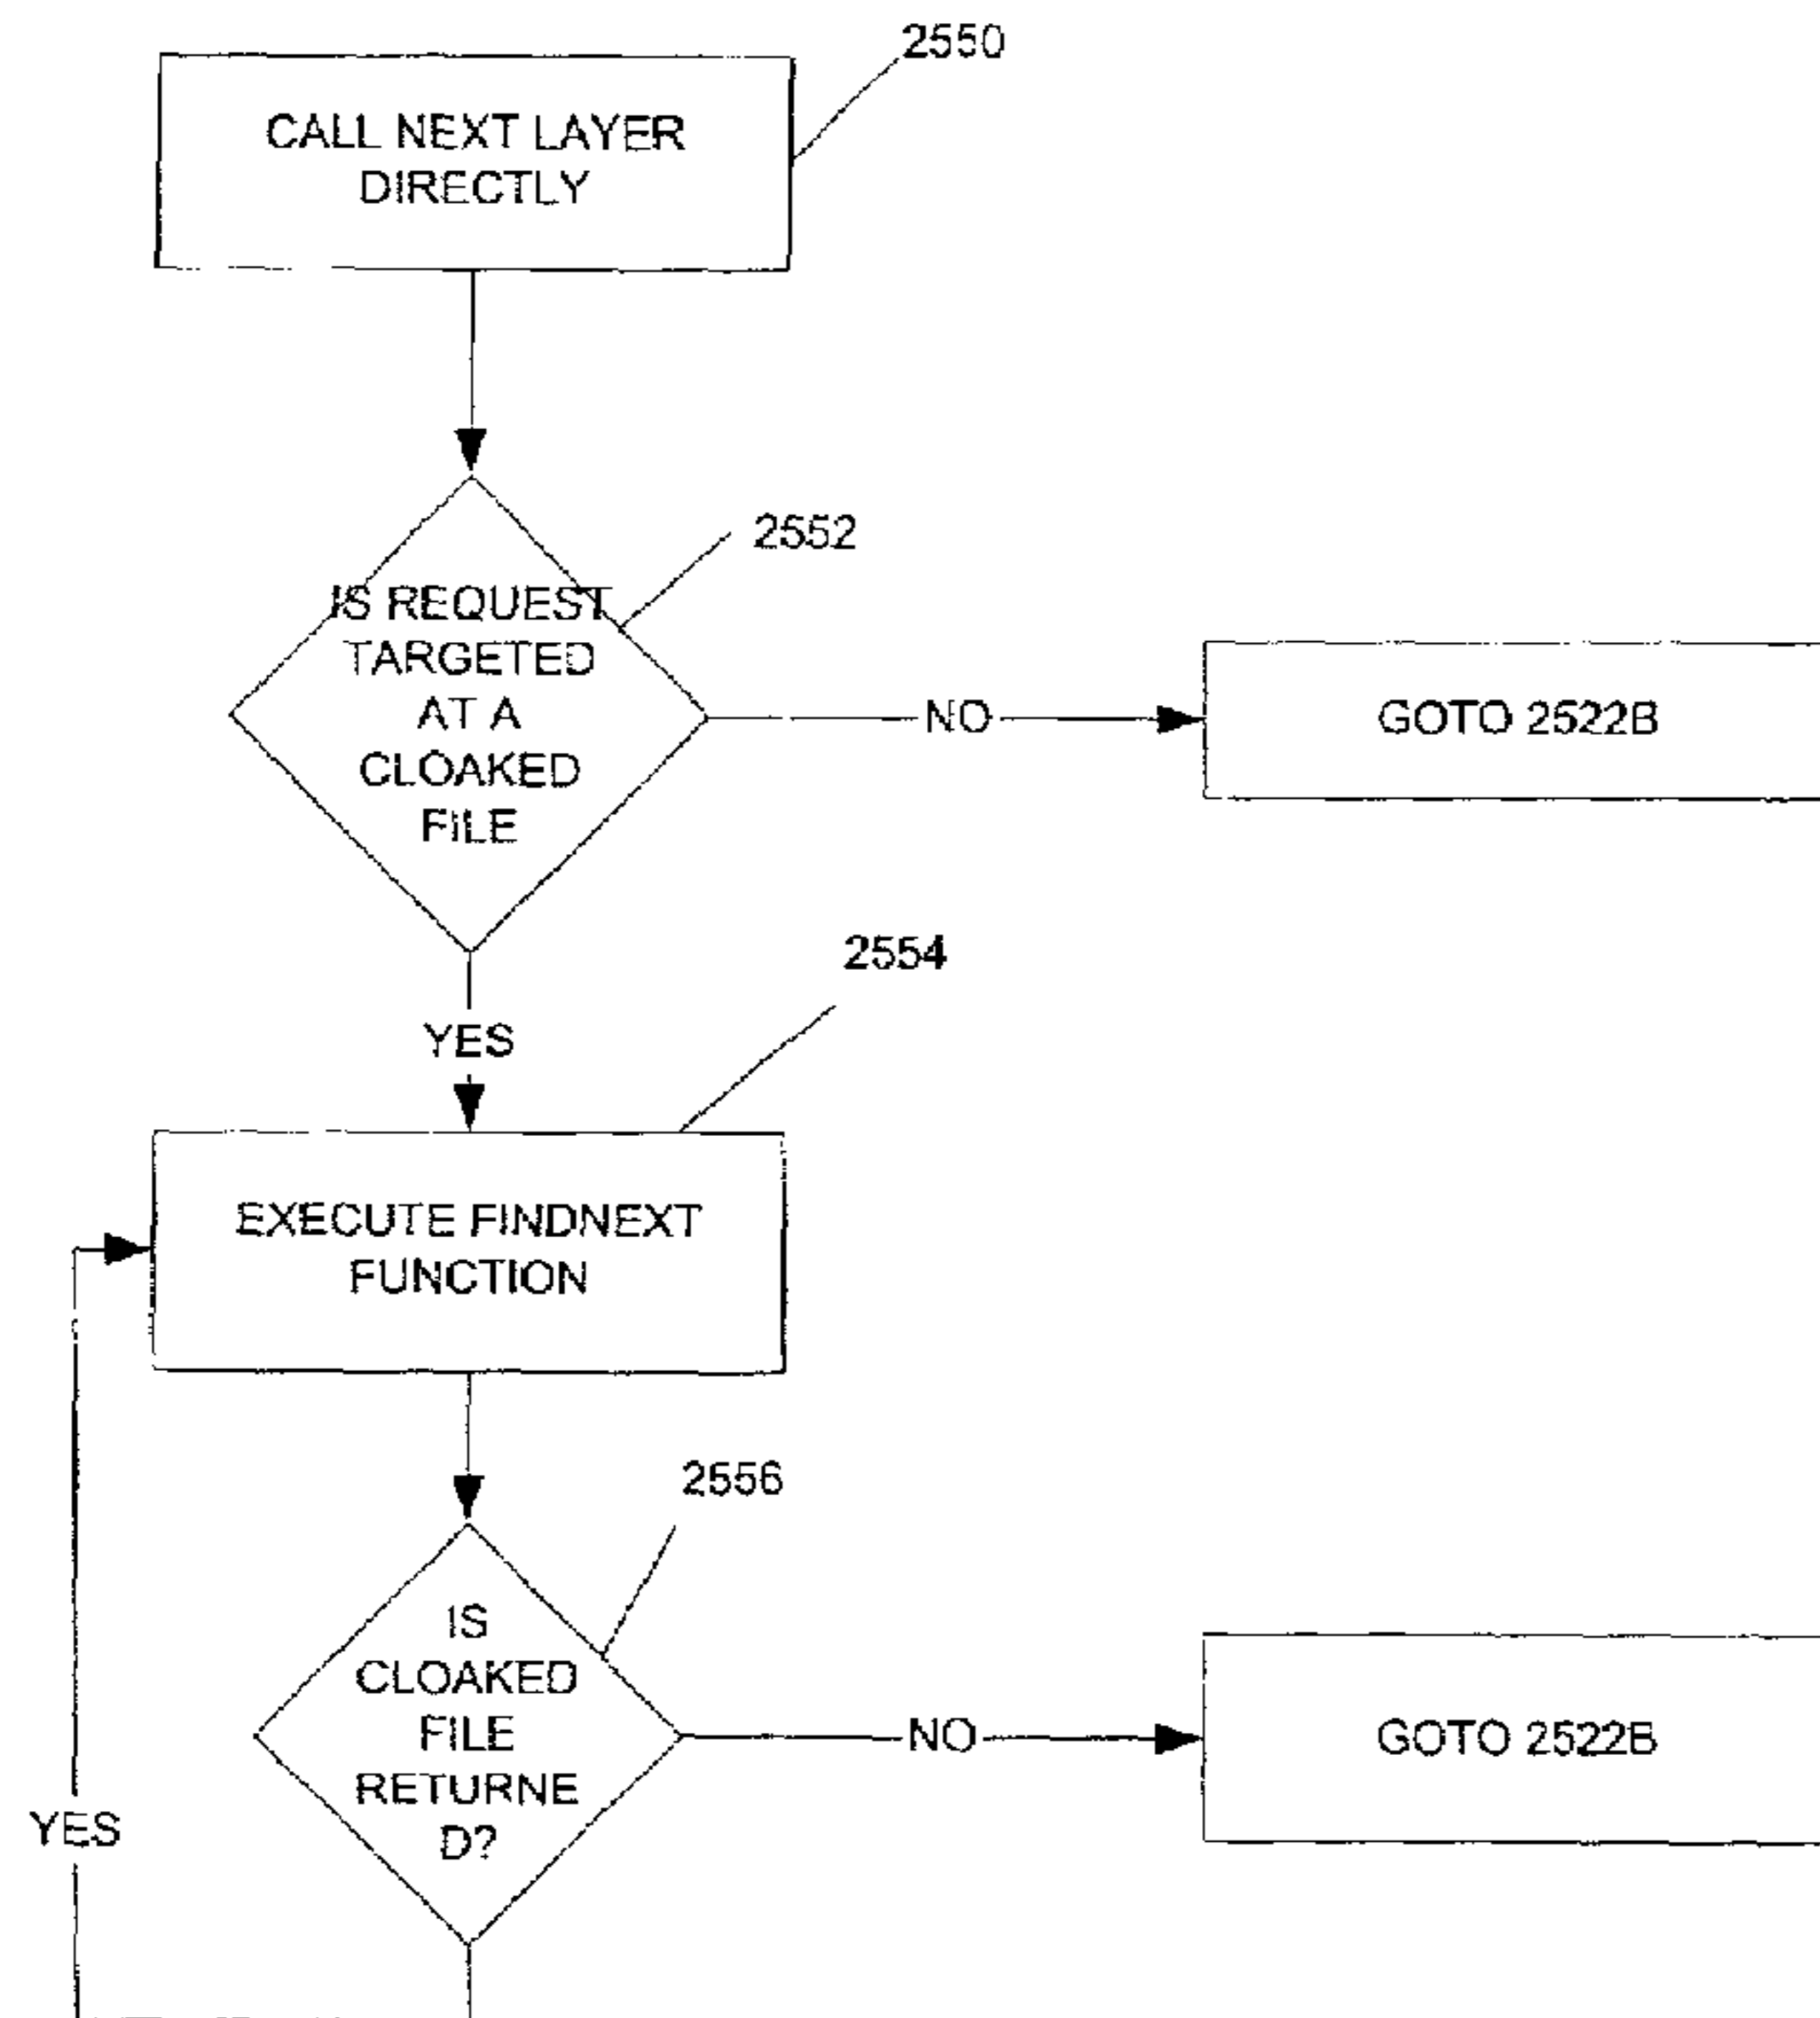 2550
CALL NEXT LAYER
DIRECTLY
2552
IS REQUEST
TARGETED
AT A
CLOAKED
FILE
NO
GOTO 2522B
2554
YES
EXECUTE FINDNEXT
FUNCTION
2556
IS
CLOAKED
FILE
RETURNE
D?
NO
GOTO 2522B
YES